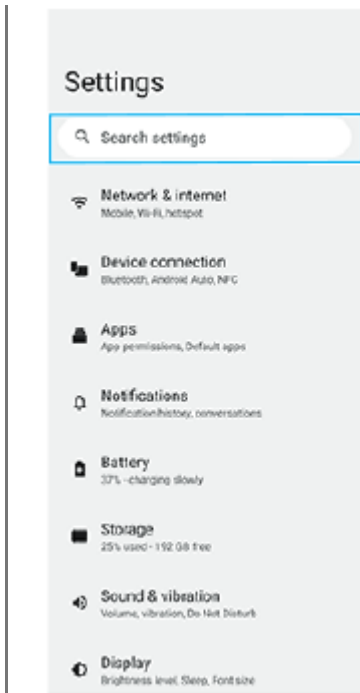 Settings
Search settings
Network & internet
Mobile, Wi-Fi, hotspot
Device connection
Bluetooth, Android Auto, NFC
Apps
App permissions, Default apps
Notifications
Notification history, conversations
Battery
37% - charging slowly
Storage
25% used - 192 GB free
Sound & vibration
Volume, vibration, Do Not Disturb
Display
Brightness level, Sleep, Font size